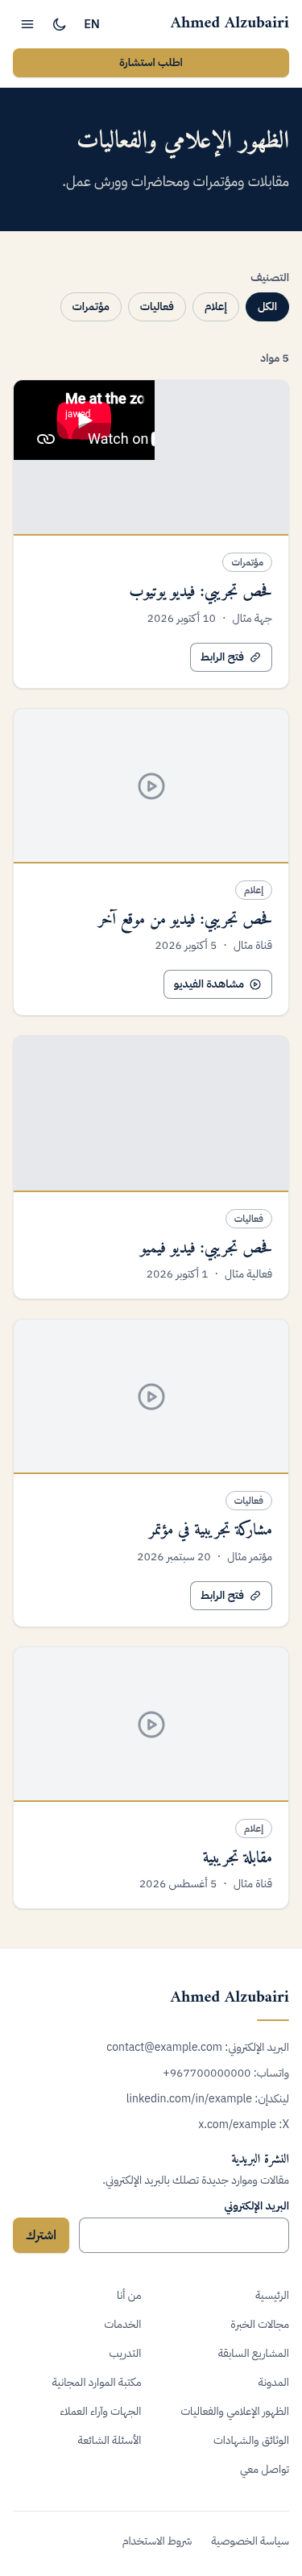 Ahmed Alzubairi
EN
اطلب استشارة
الظهور الإعلامي والفعاليات
مقابلات ومؤتمرات ومحاضرات وورش عمل.
التصنيف
الكل
إعلام
فعاليات
مؤتمرات
5 مواد
Me at the zo
jawed
Watch on
مؤتمرات
فحص تجريبي: فيديو يوتيوب
جهة مثال · 10 أكتوبر 2026
فتح الرابط
إعلام
فحص تجريبي: فيديو من موقع آخر
قناة مثال · 5 أكتوبر 2026
مشاهدة الفيديو
فعاليات
فحص تجريبي: فيديو فيميو
فعالية مثال · 1 أكتوبر 2026
فعاليات
مشاركة تجريبية في مؤتمر
مؤتمر مثال · 20 سبتمبر 2026
فتح الرابط
إعلام
مقابلة تجريبية
قناة مثال · 5 أغسطس 2026
Ahmed Alzubairi
البريد الإلكتروني: contact@example.com
واتساب: 967700000000+
لينكدإن: linkedin.com/in/example
X: x.com/example
النشرة البريدية
مقالات وموارد جديدة تصلك بالبريد الإلكتروني.
البريد الإلكتروني
اشترك
الرئيسية
من أنا
مجالات الخبرة
الخدمات
المشاريع السابقة
التدريب
المدونة
مكتبة الموارد المجانية
الظهور الإعلامي والفعاليات
الجهات وآراء العملاء
الوثائق والشهادات
الأسئلة الشائعة
تواصل معي
سياسة الخصوصية
شروط الاستخدام